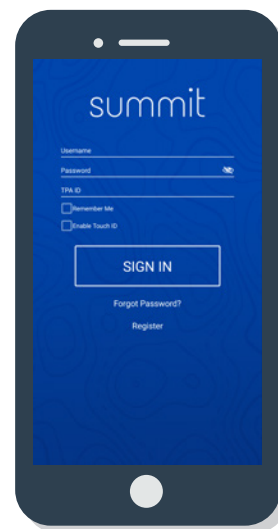 summit
Username
Password
TPA ID
Remember Me
Enable Touch ID
SIGN IN
Forgot Password?
Register